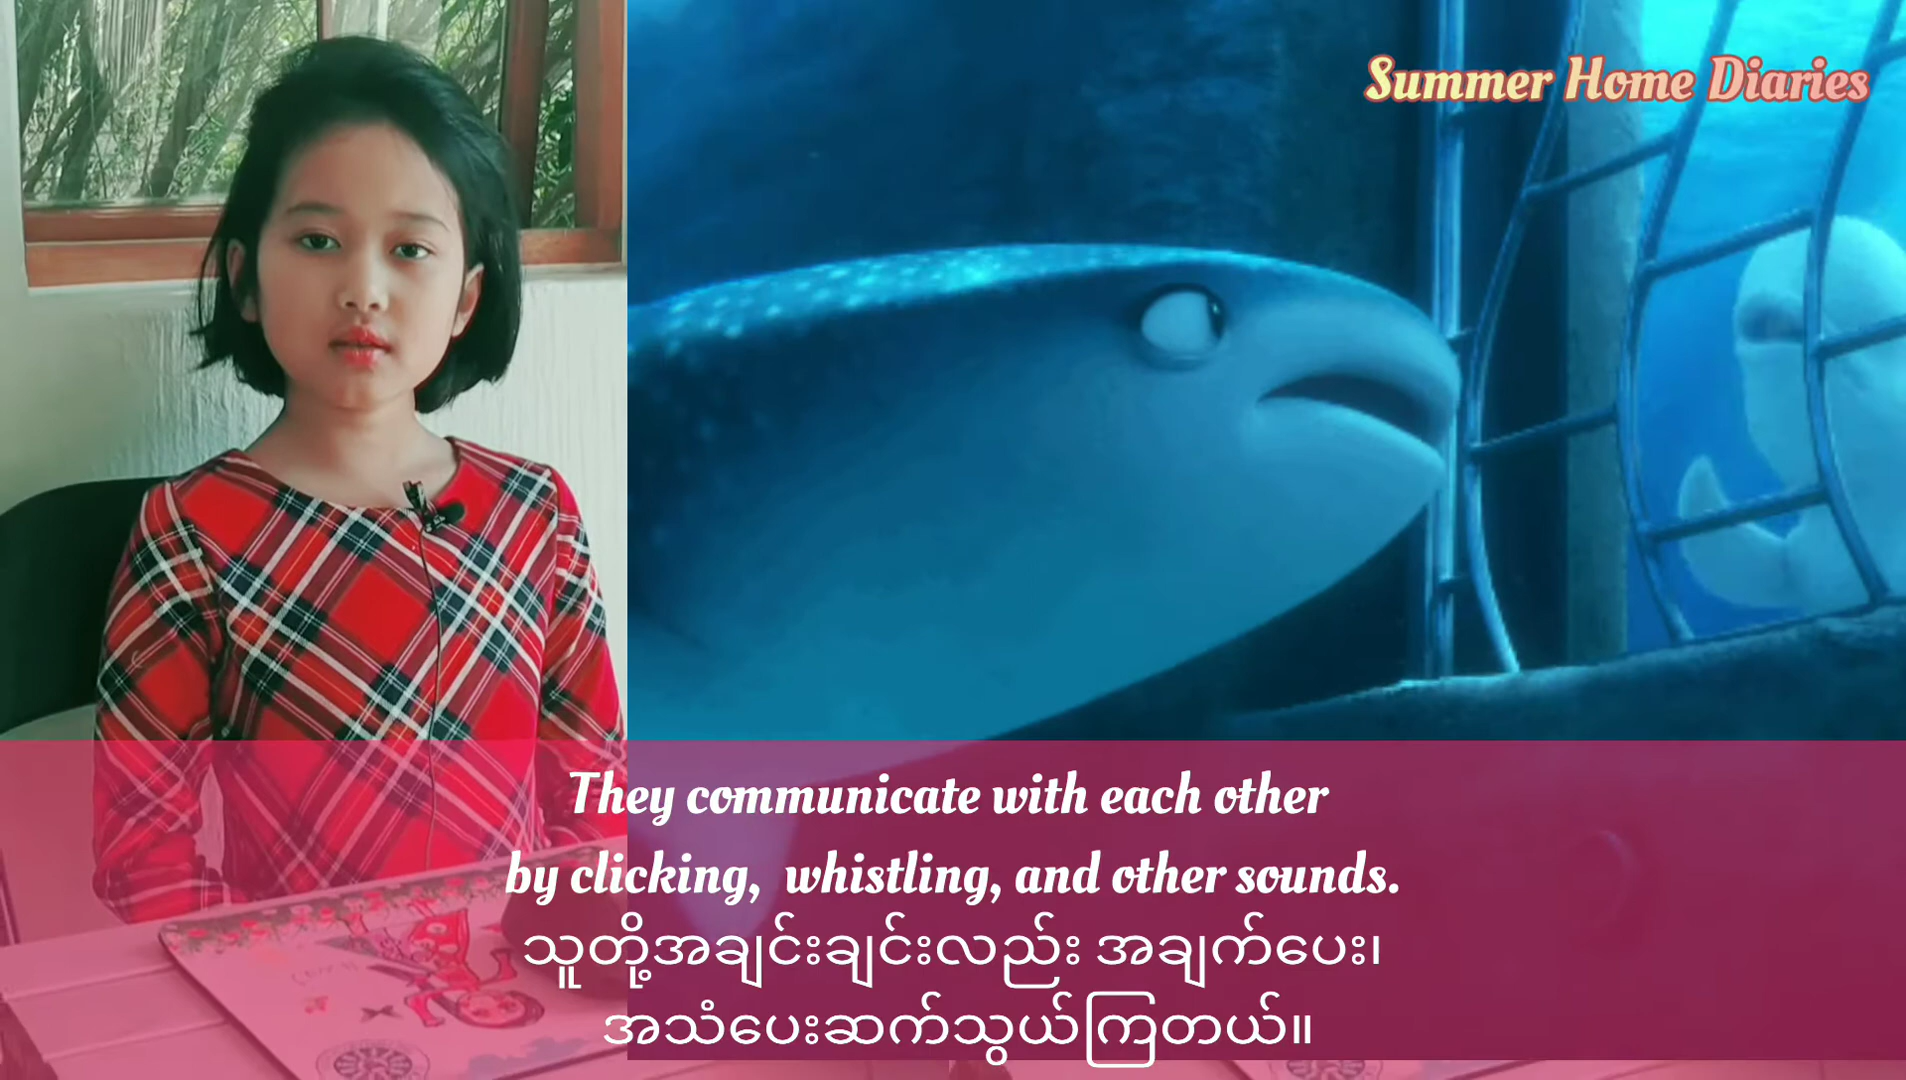 Summer Home Diaries
They communicate with each other
by clicking, whistling, and other sounds.
သူတို့အချင်းချင်းလည်း အချက်ပေး၊
အသံပေးဆက်သွယ်ကြတယ်။